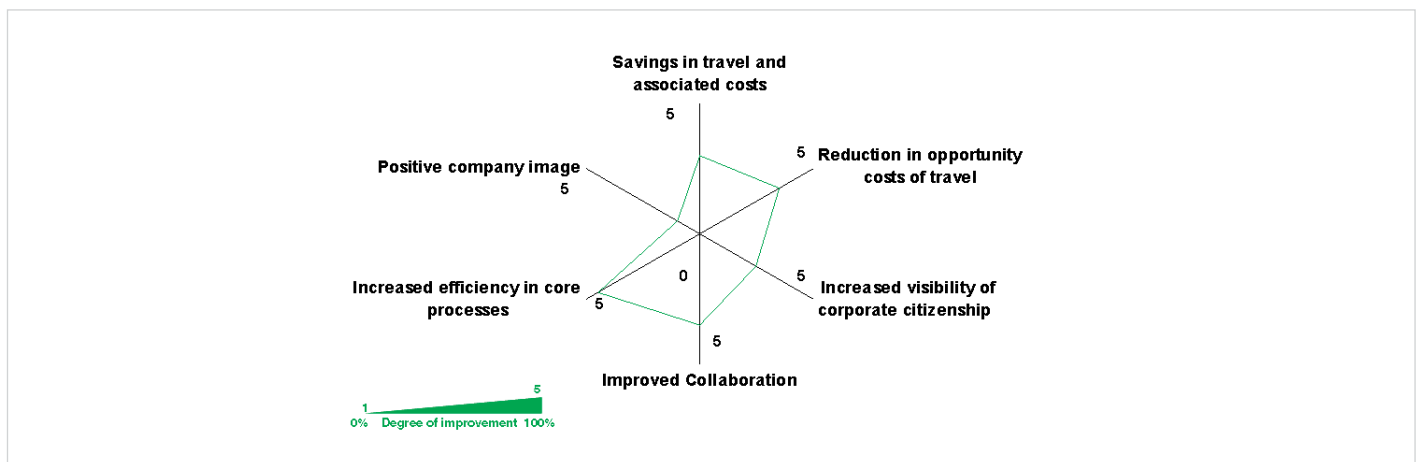 Savings in travel and
associated costs
5
5
Reduction in opportunity
costs of travel
Positive company image
5
0
5
Increased visibility of
corporate citizenship
Increased efficiency in core
processes
5
5
Improved Collaboration
1
5
0% Degree of improvement 100%